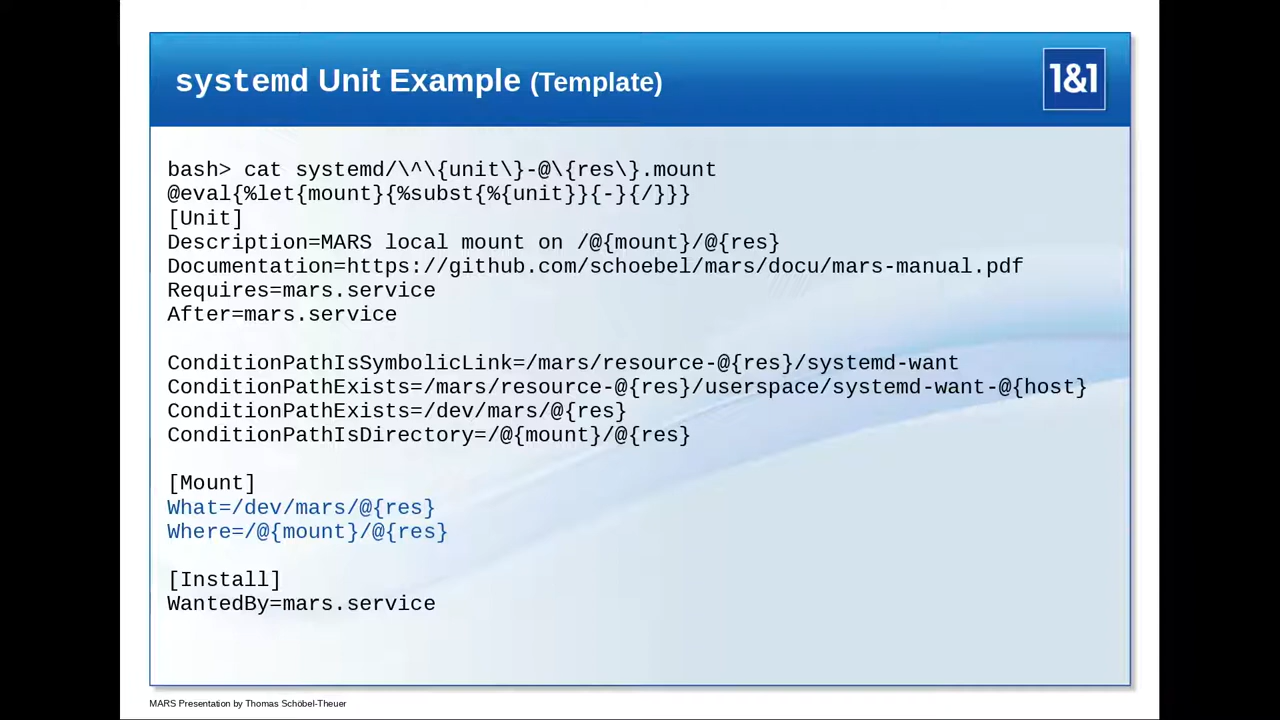 systemd Unit Example (Template)
1&1
bash> cat systemd/\^\{unit\}-@\{res\}.mount
@eval{%let{mount}{%subst{%{unit}}{-}{/}}}
[Unit]
Description=MARS local mount on /@{mount}/@{res}
Documentation=https://github.com/schoebel/mars/docu/mars-manual.pdf
Requires=mars.service
After=mars.service
ConditionPathIsSymbolicLink=/mars/resource-@{res}/systemd-want
ConditionPathExists=/mars/resource-@{res}/userspace/systemd-want-@{host}
ConditionPathExists=/dev/mars/@{res}
ConditionPathIsDirectory=/@{mount}/@{res}
[Mount]
What=/dev/mars/@{res}
Where=/@{mount}/@{res}
[Install]
WantedBy=mars.service
MARS Presentation by Thomas Schöbel-Theuer